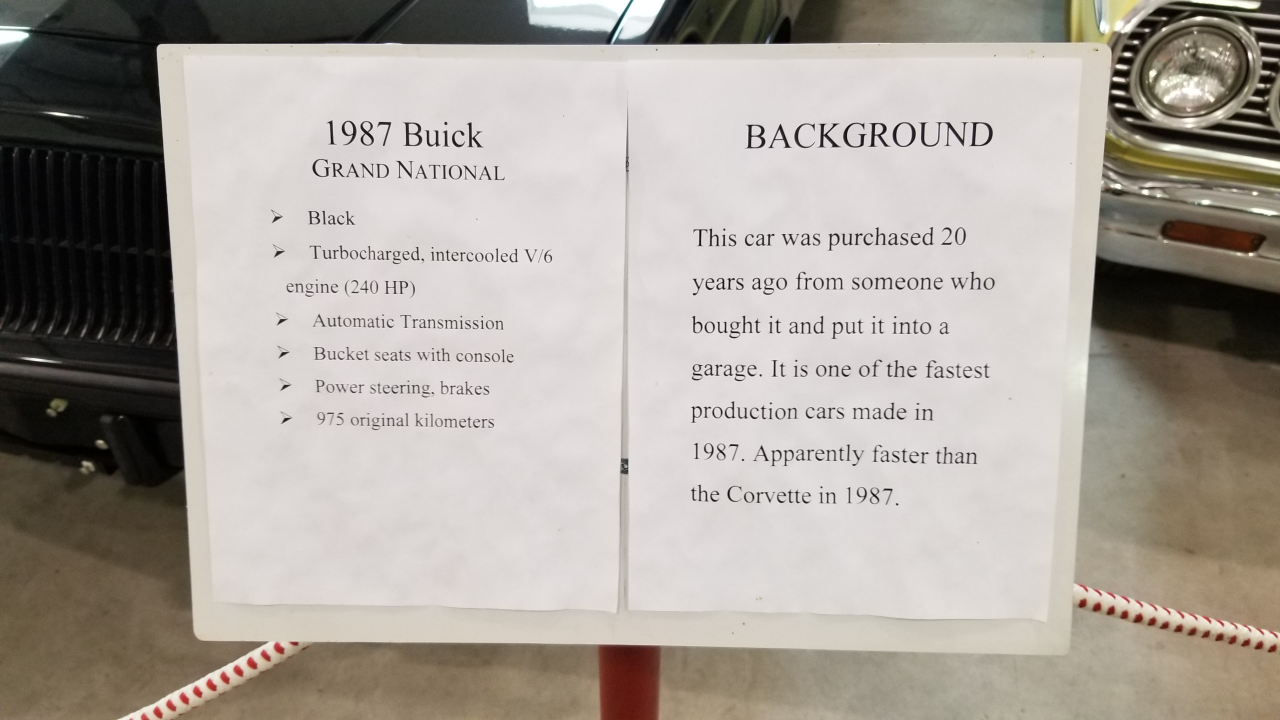 1987 Buick
GRAND NATIONAL
➢ Black
➢ Turbocharged, intercooled V/6
engine (240 HP)
➢ Automatic Transmission
➢ Bucket seats with console
➢ Power steering, brakes
➢ 975 original kilometers
BACKGROUND
This car was purchased 20
years ago from someone who
bought it and put it into a
garage. It is one of the fastest
production cars made in
1987. Apparently faster than
the Corvette in 1987.